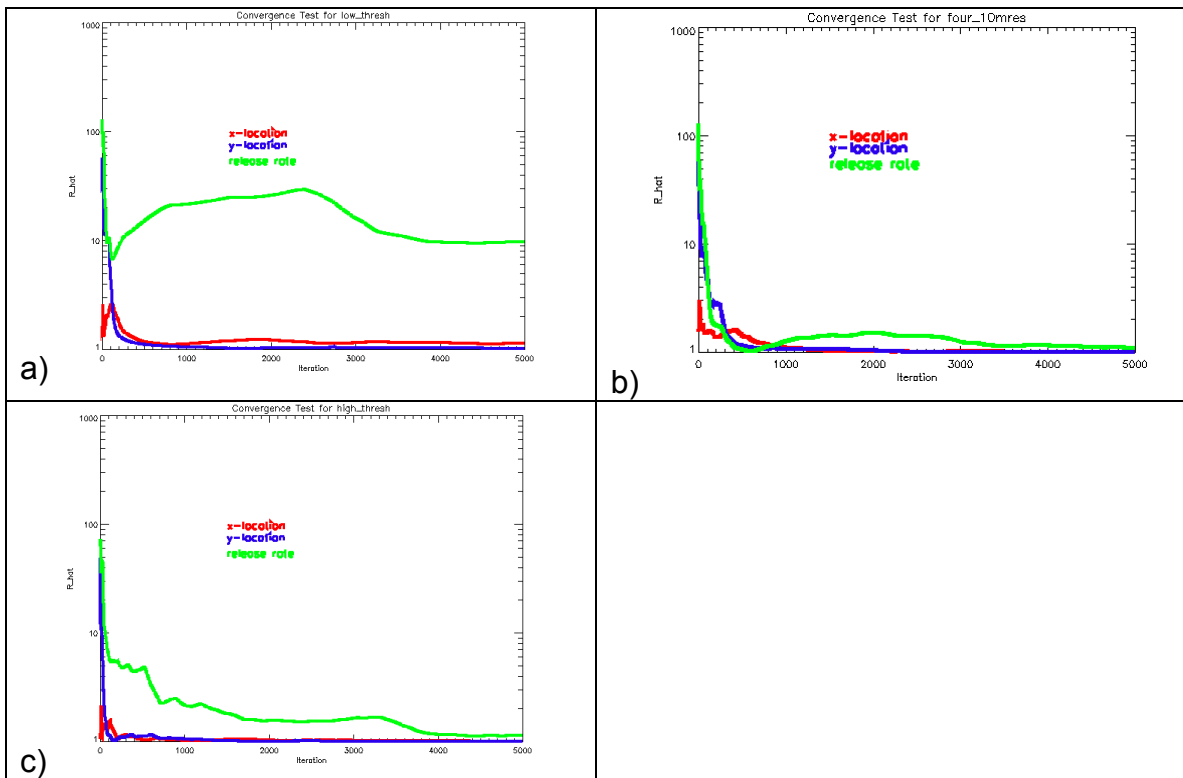 Convergence Test for low_thresh
1000
100
10
1
R_hat
x-location
y-location
release rate
0
1000
2000
3000
4000
5000
Iteration
a)
Convergence Test for four_10mres
1000
100
10
1
R_hat
x-location
y-location
release rate
0
1000
2000
3000
4000
5000
Iteration
b)
Convergence Test for high_thresh
1000
100
10
1
R_hat
x-location
y-location
release rate
0
1000
2000
3000
4000
5000
Iteration
c)